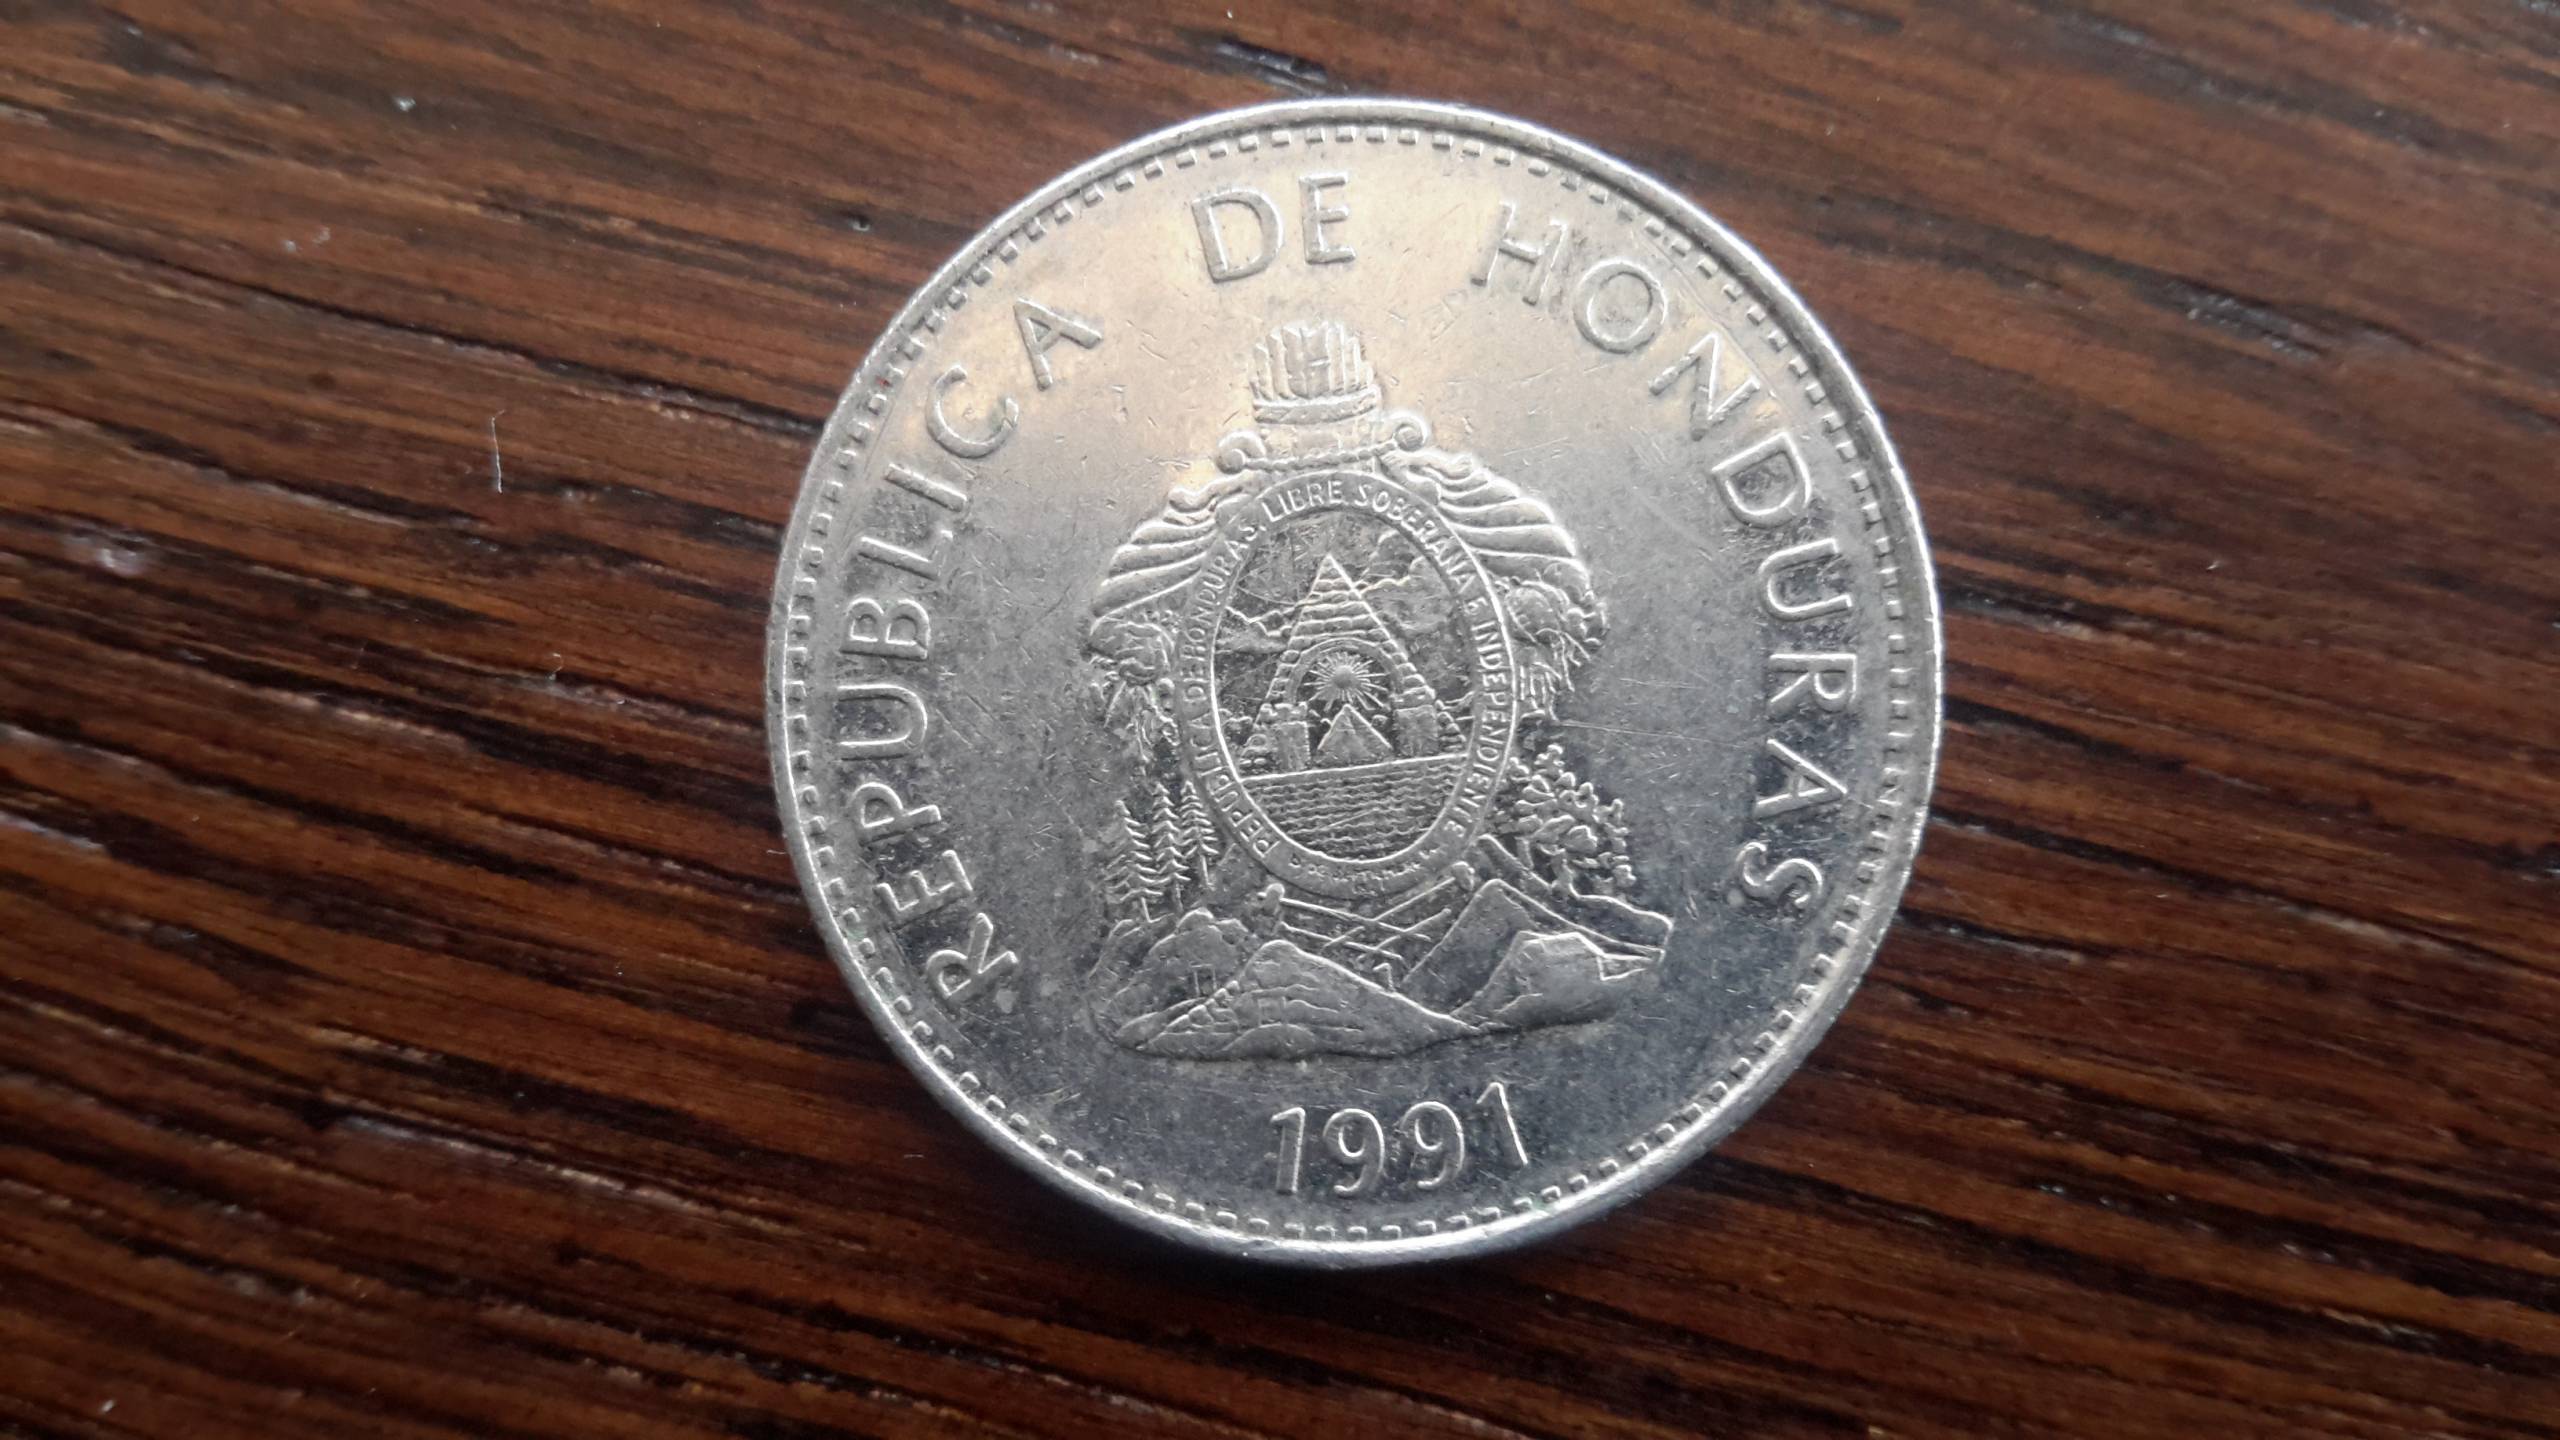 REPUBLICA DE HONDURAS
REPUBLICA DE HONDURAS, LIBRE SOBERANA E INDEPENDIENTE
1991